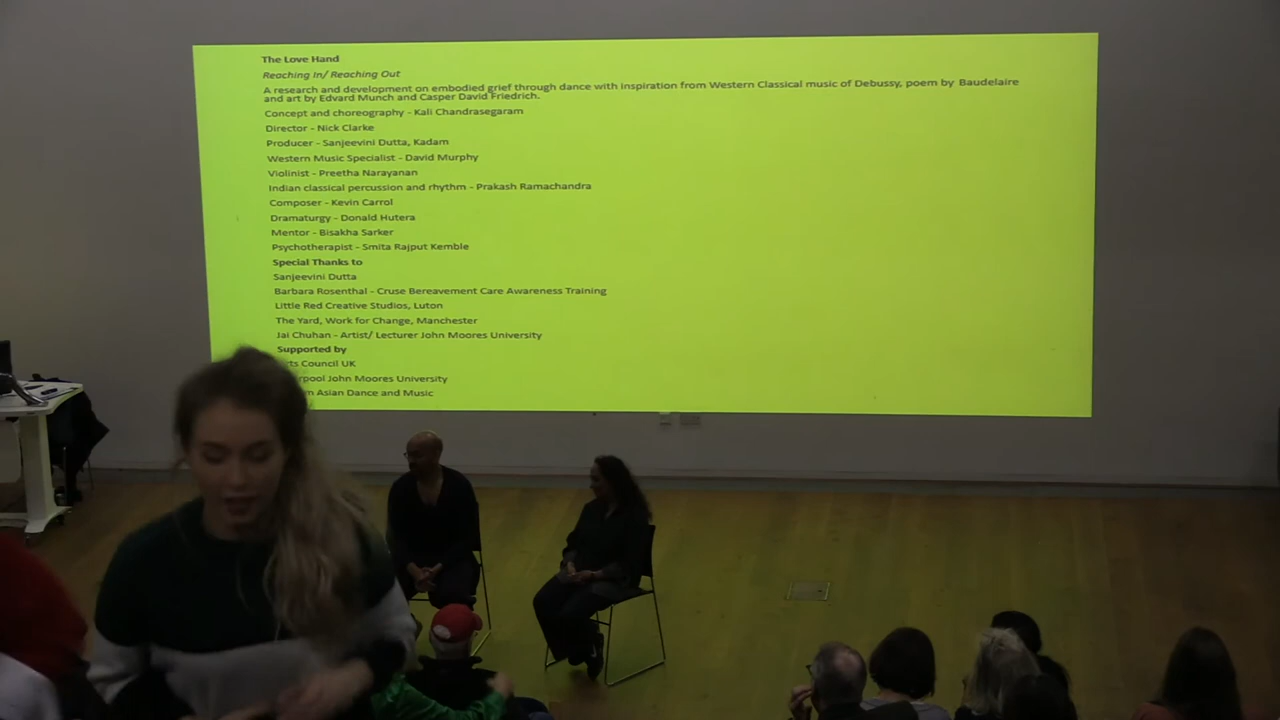 The Love Hand
Reaching In/ Reaching Out
A research and development on embodied grief through dance with inspiration from Western Classical music of Debussy, poem by Baudelaire
and art by Edvard Munch and Casper David Friedrich.
Concept and choreography - Kali Chandrasegaram
Director - Nick Clarke
Producer - Sanjeevini Dutta, Kadam
Western Music Specialist - David Murphy
Violinist - Preetha Narayanan
Indian classical percussion and rhythm - Prakash Ramachandra
Composer - Kevin Carrol
Dramaturgy - Donald Hutera
Mentor - Bisakha Sarker
Psychotherapist - Smita Rajput Kemble
Special Thanks to
Sanjeevini Dutta
Barbara Rosenthal - Cruse Bereavement Care Awareness Training
Little Red Creative Studios, Luton
The Yard, Work for Change, Manchester
Jai Chuhan - Artist/ Lecturer John Moores University
Supported by
Council UK
John Moores University
Asian Dance and Music